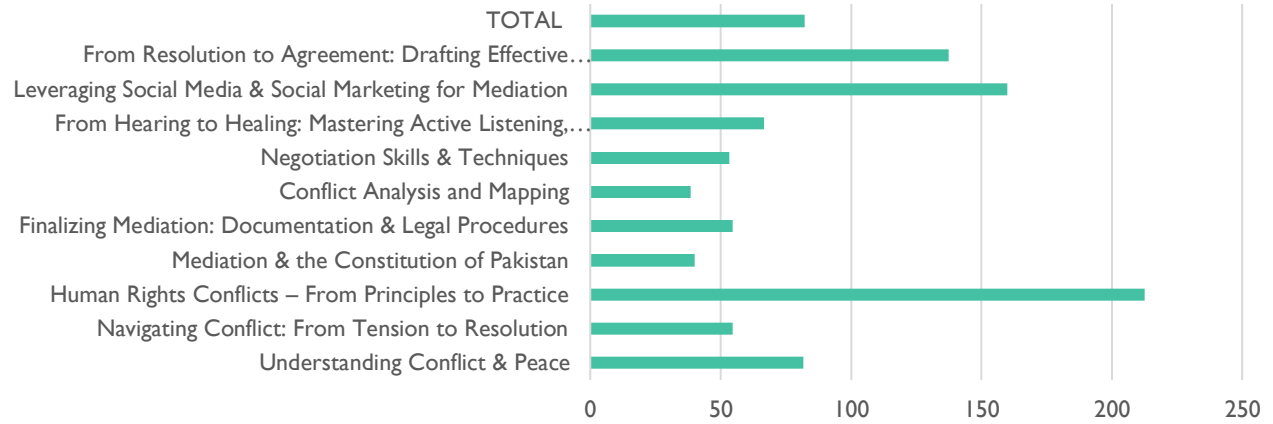 TOTAL
From Resolution to Agreement: Drafting Effective…
Leveraging Social Media & Social Marketing for Mediation
From Hearing to Healing: Mastering Active Listening,…
Negotiation Skills & Techniques
Conflict Analysis and Mapping
Finalizing Mediation: Documentation & Legal Procedures
Mediation & the Constitution of Pakistan
Human Rights Conflicts – From Principles to Practice
Navigating Conflict: From Tension to Resolution
Understanding Conflict & Peace
0 50 100 150 200 250